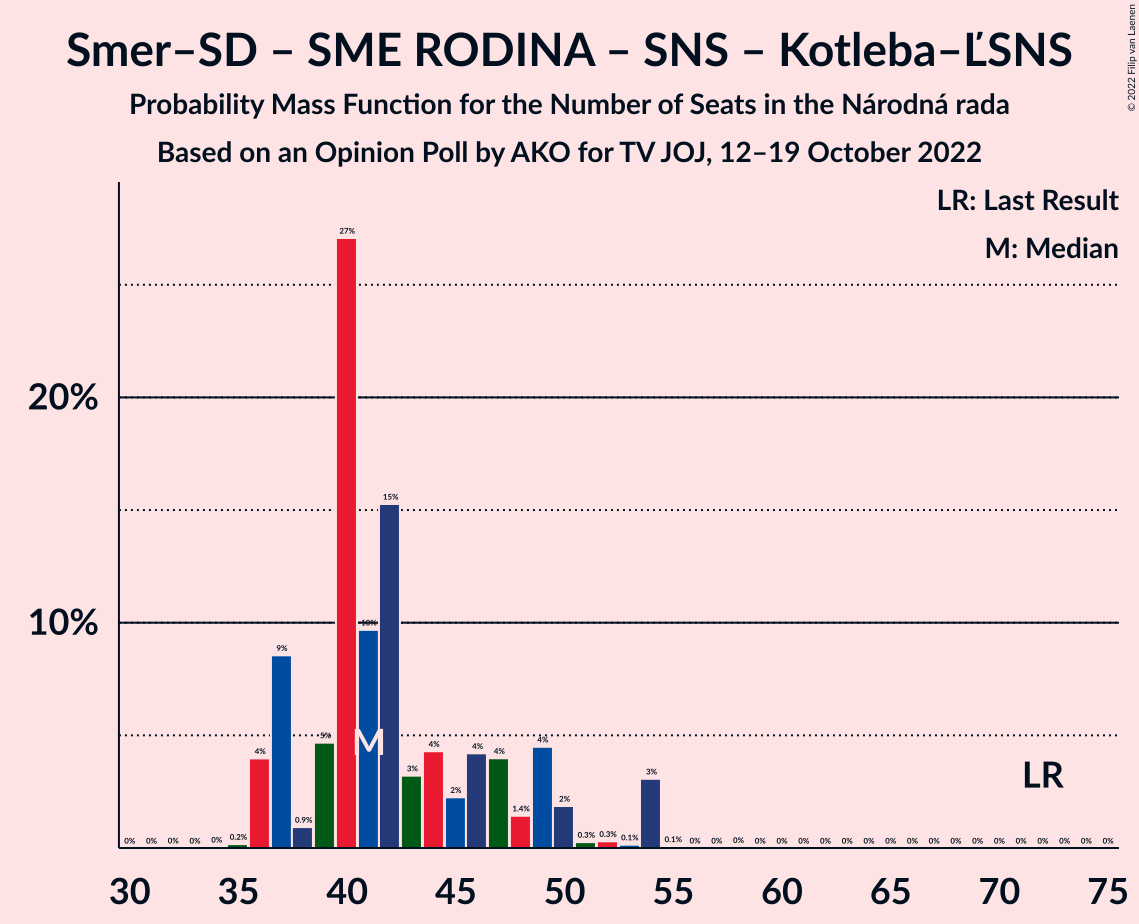 Smer–SD – SME RODINA – SNS – Kotleba–ĽSNS
Probability Mass Function for the Number of Seats in the Národná rada
Based on an Opinion Poll by AKO for TV JOJ, 12–19 October 2022
© 2022 Filip van Laenen
LR: Last Result
M: Median
20%
10%
0% 0% 0% 0% 0% 0.2% 4% 9% 0.9% 5% 27% 10% 15% 3% 4% 2% 4% 4% 1.4% 4% 2% 0.3% 0.3% 0.1% 3% 0.1% 0% 0% 0% 0% 0% 0% 0% 0% 0% 0% 0% 0% 0% 0% 0% 0% 0% 0% 0% 0%
M
LR
30 35 40 45 50 55 60 65 70 75